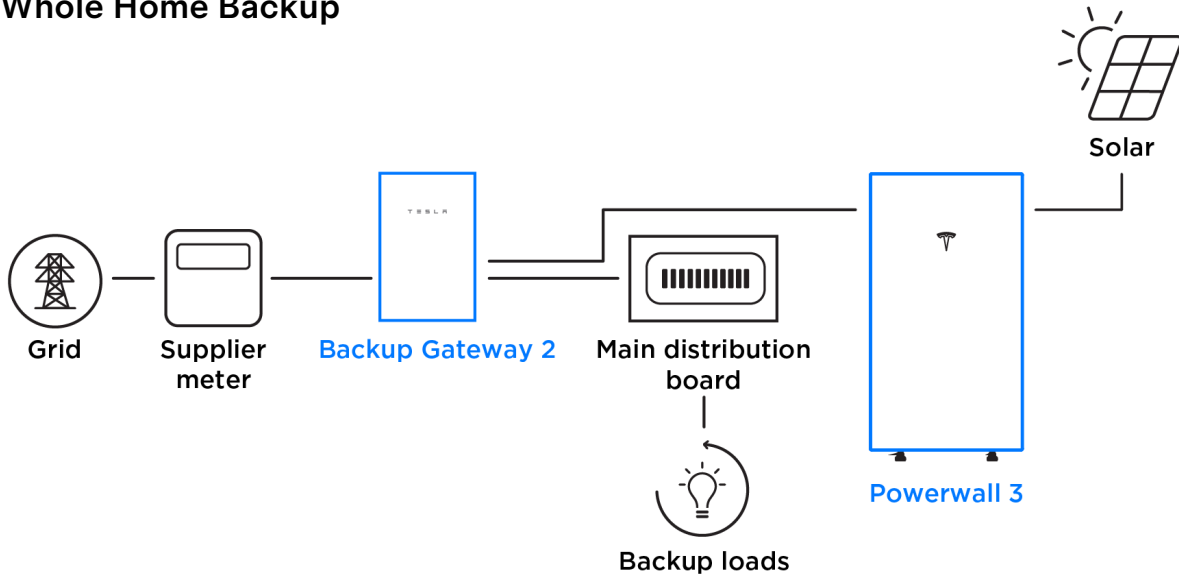 Whole Home Backup
Solar
TESLA
Grid
Supplier
meter
Backup Gateway 2
Main distribution
board
Powerwall 3
Backup loads